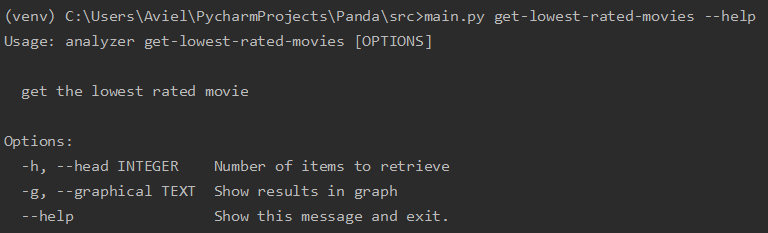 (venv) C:\Users\Aviel\PycharmProjects\Panda\src>main.py get-lowest-rated-movies --help
Usage: analyzer get-lowest-rated-movies [OPTIONS]

  get the lowest rated movie

Options:
  -h, --head INTEGER    Number of items to retrieve
  -g, --graphical TEXT  Show results in graph
  --help                Show this message and exit.